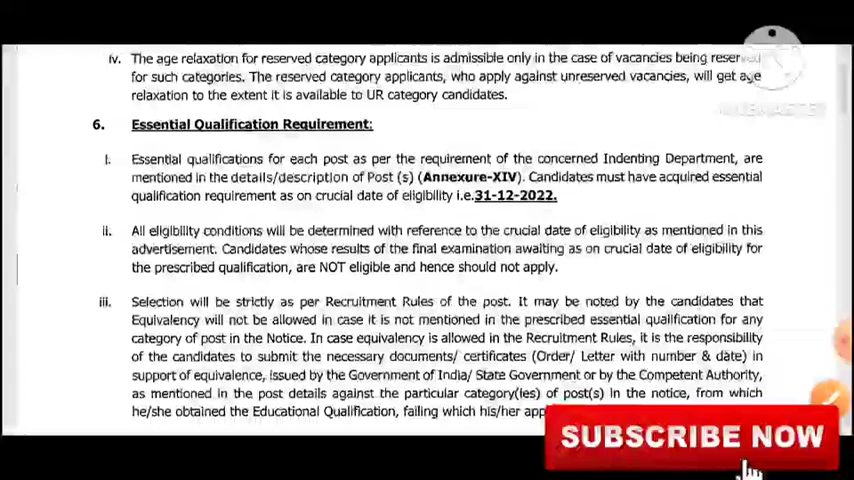 iv. The age relaxation for reserved category applicants is admissible only in the case of vacancies being reserved
for such categories. The reserved category applicants, who apply against unreserved vacancies, will get age
relaxation to the extent it is available to UR category candidates.
6. Essential Qualification Requirement:
i. Essential qualifications for each post as per the requirement of the concerned Indenting Department, are
mentioned in the details/description of Post (s) (Annexure-XIV). Candidates must have acquired essential
qualification requirement as on crucial date of eligibility i.e.31-12-2022.
ii. All eligibility conditions will be determined with reference to the crucial date of eligibility as mentioned in this
advertisement. Candidates whose results of the final examination awaiting as on crucial date of eligibility for
the prescribed qualification, are NOT eligible and hence should not apply.
iii. Selection will be strictly as per Recruitment Rules of the post. It may be noted by the candidates that
Equivalency will not be allowed in case it is not mentioned in the prescribed essential qualification for any
category of post in the Notice. In case equivalency is allowed in the Recruitment Rules, it is the responsibility
of the candidates to submit the necessary documents/ certificates (Order/ Letter with number & date) in
support of equivalence, issued by the Government of India/ State Government or by the Competent Authority,
as mentioned in the post details against the particular category(ies) of post(s) in the notice, from which
he/she obtained the Educational Qualification, failing which his/her
SUBSCRIBE NOW